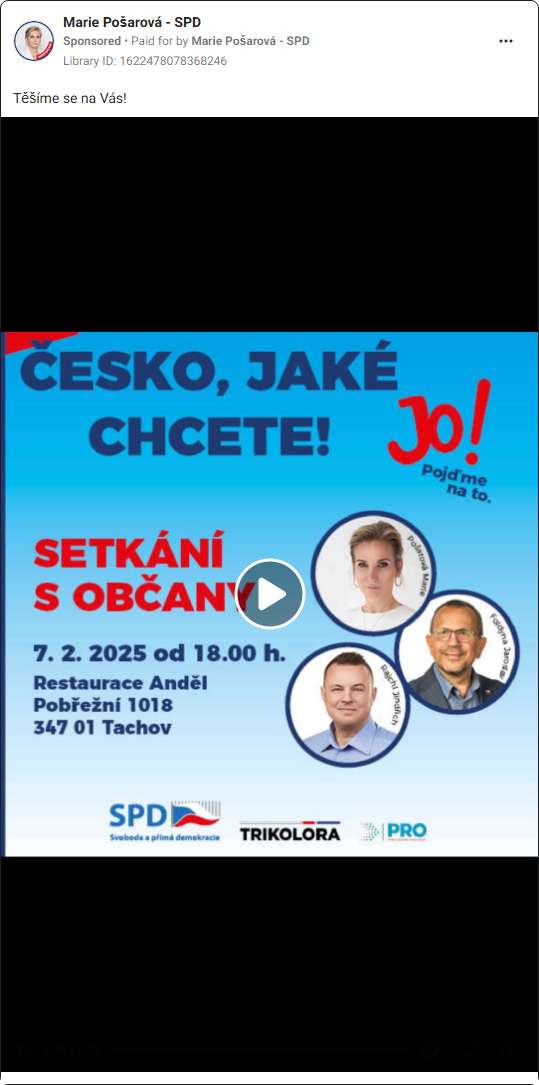 Marie Pošarová - SPD
Sponsored • Paid for by Marie Pošarová - SPD
Library ID: 1622478078368246
Těšíme se na Vás!
ČESKO, JAKÉ
CHCETE!
Jo!
Pojďme
na to.
SETKÁNÍ
S OBČANY
Pošarová Marie
Foldyna Jaroslav
Rajchl Jindřich
7. 2. 2025 od 18.00 h.
Restaurace Anděl
Pobřežní 1018
347 01 Tachov
SPD
Svoboda a přímá demokracie
TRIKOLORA
PRO